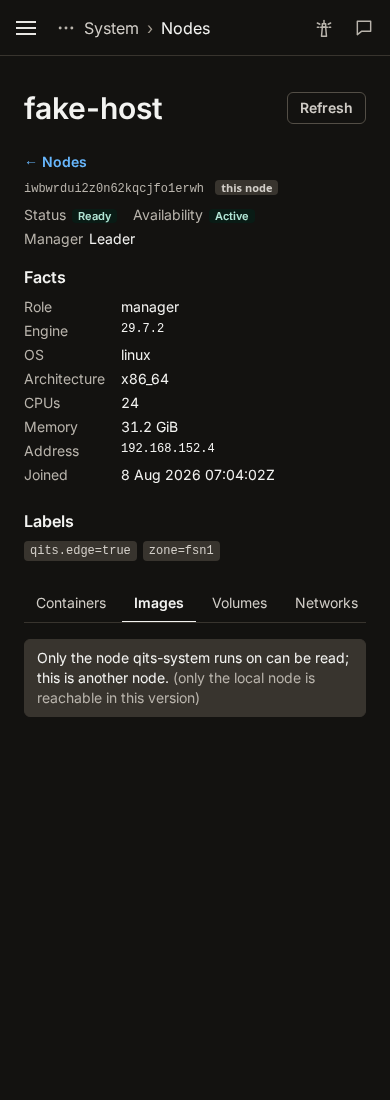 System › Nodes
fake-host
Refresh
← Nodes
iwbwrdui2z0n62kqcjfo1erwh this node
Status Ready Availability Active
Manager Leader
Facts
Role manager
Engine 29.7.2
OS linux
Architecture x86_64
CPUs 24
Memory 31.2 GiB
Address 192.168.152.4
Joined 8 Aug 2026 07:04:02Z
Labels
qits.edge=true zone=fsn1
Containers Images Volumes Networks
Only the node qits-system runs on can be read;
this is another node. (only the local node is
reachable in this version)